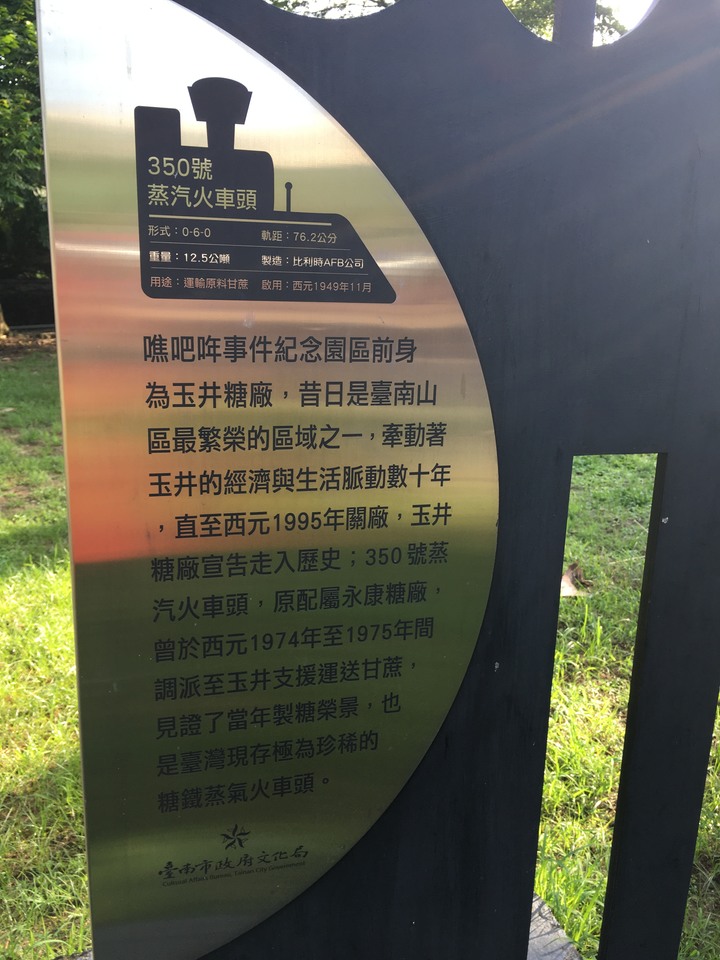 350號
蒸汽火車頭
形式：0-6-0 軌距：76.2公分
重量：12.5公噸 製造：比利時AFB公司
用途：運輸原料甘蔗 啟用：西元1949年11月
噍吧哖事件紀念園區前身
為玉井糖廠，昔日是臺南山
區最繁榮的區域之一，牽動著
玉井的經濟與生活脈動數十年
，直至西元1995年關廠，玉井
糖廠宣告走入歷史；350號蒸
汽火車頭，原配屬永康糖廠，
曾於西元1974年至1975年間
調派至玉井支援運送甘蔗，
見證了當年製糖榮景，也
是臺灣現存極為珍稀的
糖鐵蒸氣火車頭。
臺南市政府文化局
Cultural Affairs Bureau, Tainan City Government